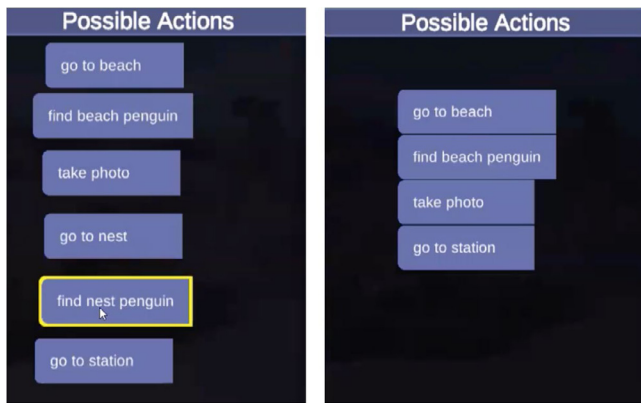 Possible Actions
go to beach
find beach penguin
take photo
go to nest
find nest penguin
go to station
Possible Actions
go to beach
find beach penguin
take photo
go to station